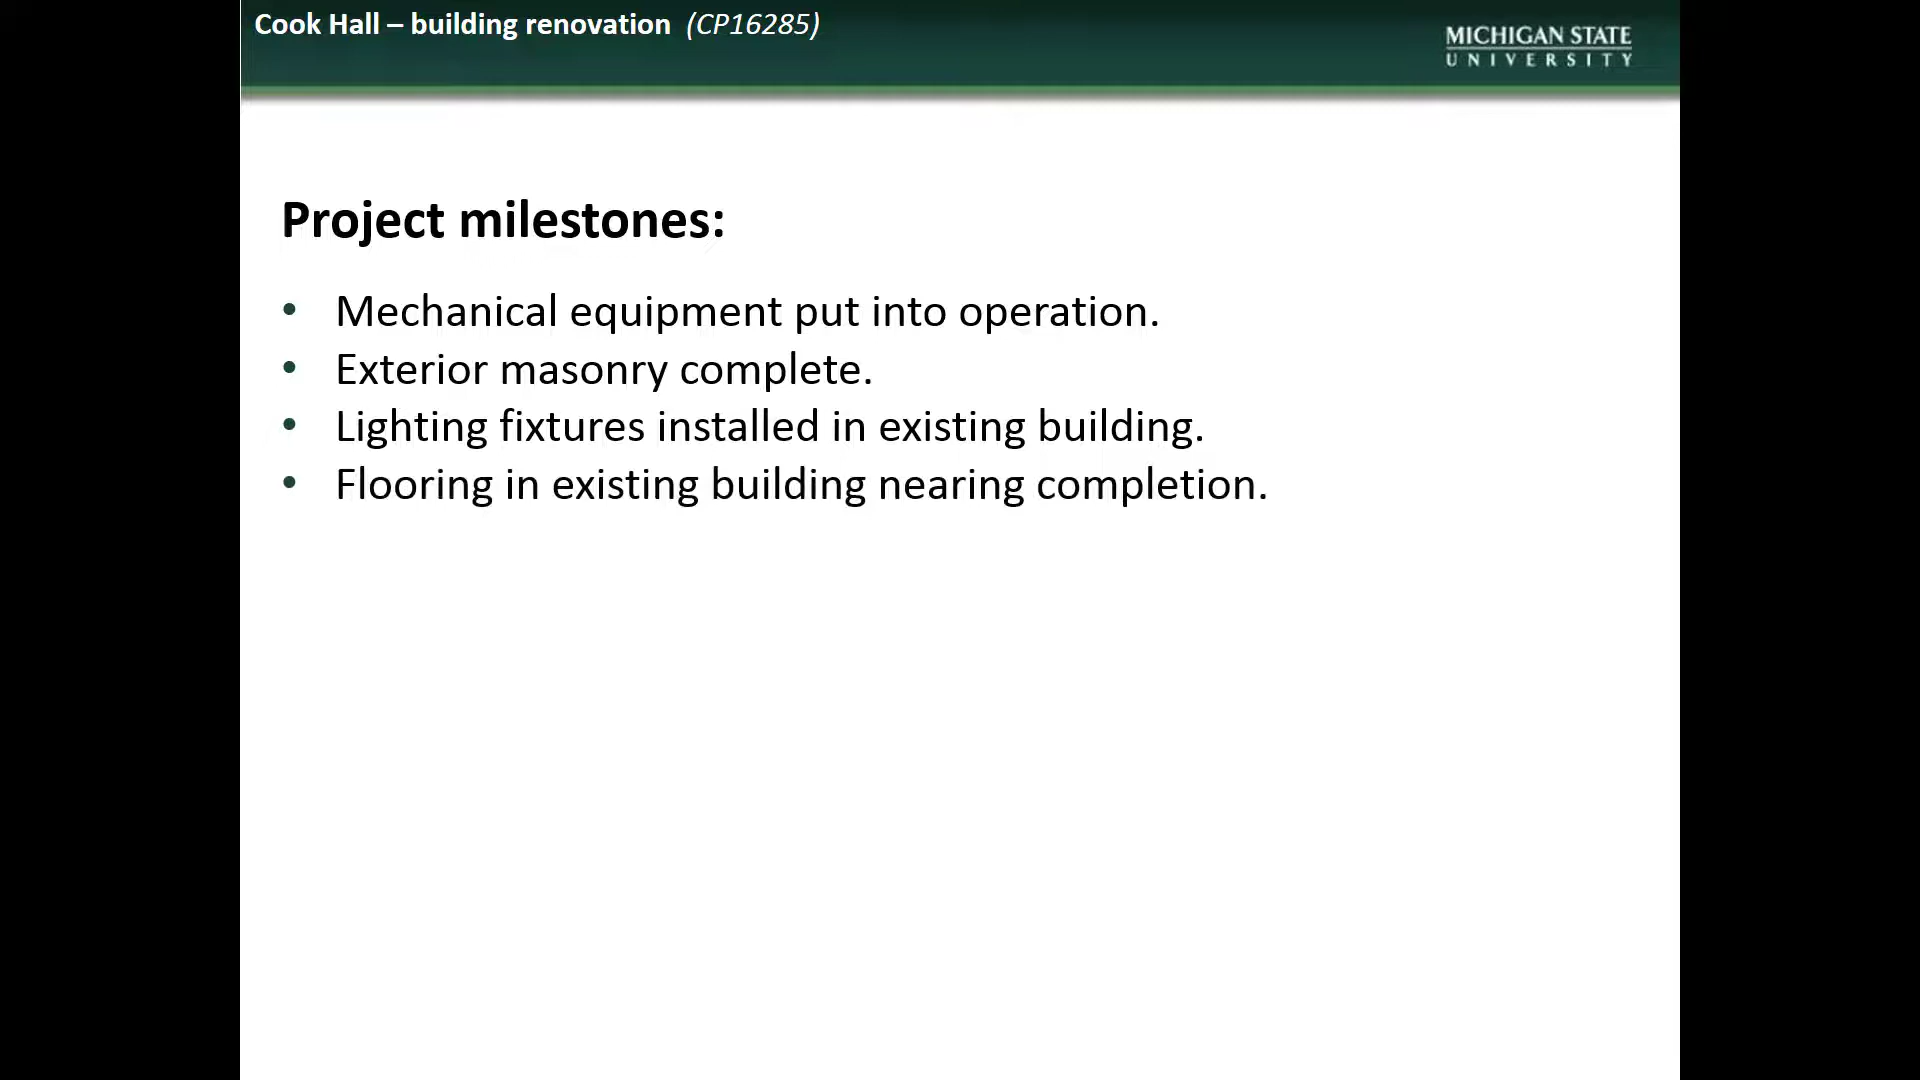 Cook Hall – building renovation (CP16285)
MICHIGAN STATE
UNIVERSITY
Project milestones:
• Mechanical equipment put into operation.
• Exterior masonry complete.
• Lighting fixtures installed in existing building.
• Flooring in existing building nearing completion.